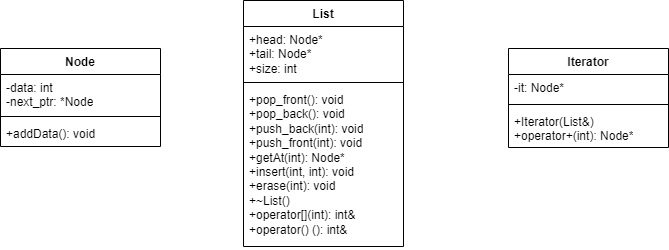 Node
-data: int
-next_ptr: *Node
+addData(): void
List
+head: Node*
+tail: Node*
+size: int
+pop_front(): void
+pop_back(): void
+push_back(int): void
+push_front(int): void
+getAt(int): Node*
+insert(int, int): void
+erase(int): void
+~List()
+operator[](int): int&
+operator() (): int&
Iterator
-it: Node*
+Iterator(List&)
+operator+(int): Node*